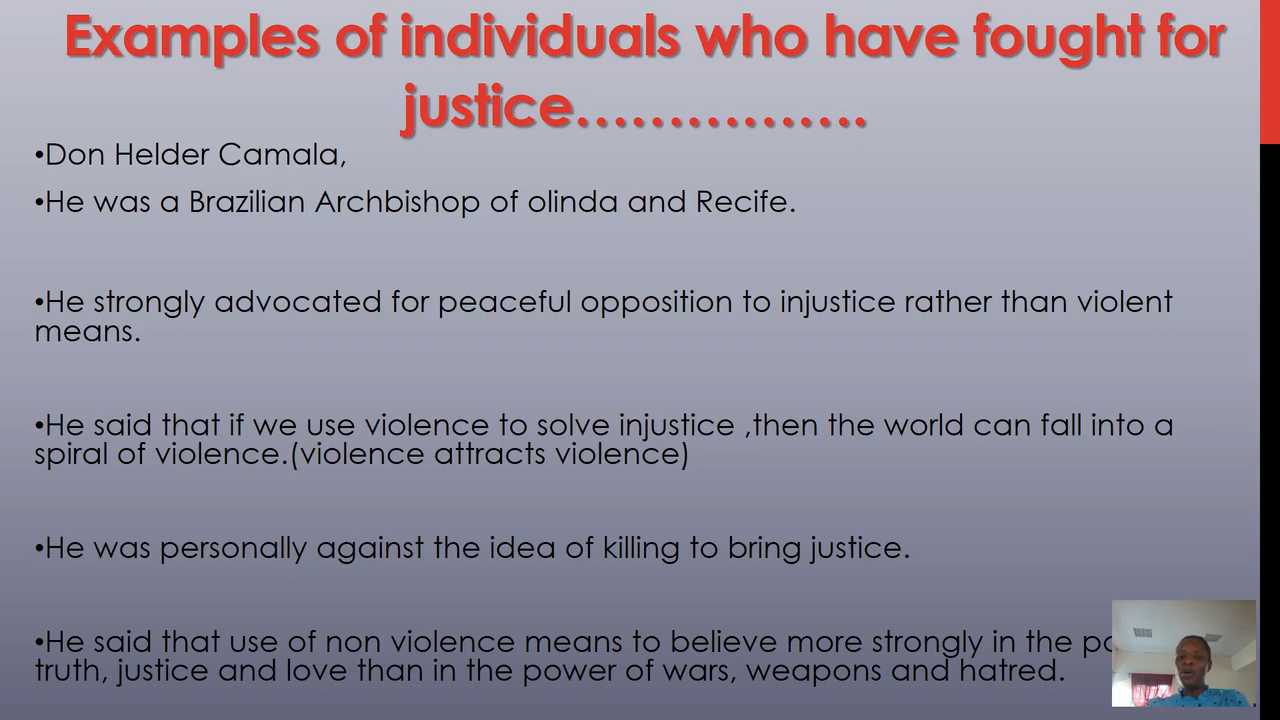 Examples of individuals who have fought for
justice…………….
•Don Helder Camala,
•He was a Brazilian Archbishop of olinda and Recife.
•He strongly advocated for peaceful opposition to injustice rather than violent
means.
•He said that if we use violence to solve injustice ,then the world can fall into a
spiral of violence.(violence attracts violence)
•He was personally against the idea of killing to bring justice.
•He said that use of non violence means to believe more strongly in the
truth, justice and love than in the power of wars, weapons and hatred.